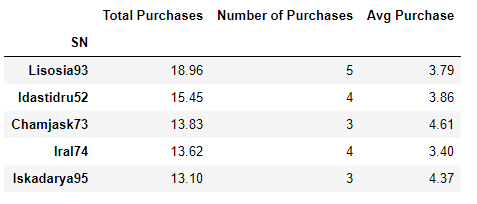 Total Purchases Number of Purchases Avg Purchase
SN
Lisosia93 18.96 5 3.79
Idastidru52 15.45 4 3.86
Chamjask73 13.83 3 4.61
Iral74 13.62 4 3.40
Iskadarya95 13.10 3 4.37